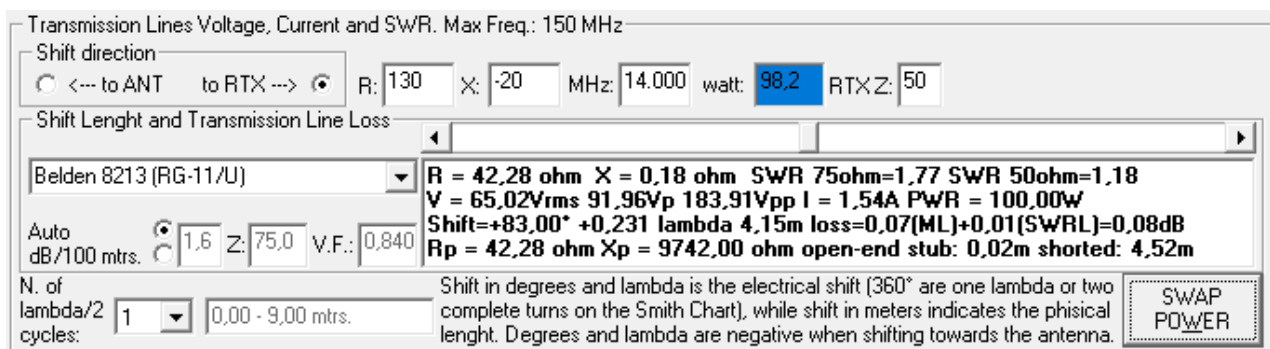 Transmission Lines Voltage, Current and SWR. Max Freq.: 150 MHz
Shift direction
<--- to ANT to RTX ---> R: 130 X: -20 MHz: 14.000 watt: 98,2 RTX Z: 50
Shift Lenght and Transmission Line Loss
Belden 8213 (RG-11/U)
R = 42,28 ohm X = 0,18 ohm SWR 75ohm=1,77 SWR 50ohm=1,18
V = 65,02Vrms 91,96Vp 183,91Vpp I = 1,54A PWR = 100,00W
Shift=+83,00° +0,231 lambda 4,15m loss=0,07(ML)+0,01(SWRL)=0,08dB
Rp = 42,28 ohm Xp = 9742,00 ohm open-end stub: 0,02m shorted: 4,52m
Auto
dB/100 mtrs. 1,6 Z: 75,0 V.F.: 0,840
N. of
lambda/2
cycles: 1 0,00 - 9,00 mtrs.
Shift in degrees and lambda is the electrical shift (360° are one lambda or two
complete turns on the Smith Chart), while shift in meters indicates the phisical
lenght. Degrees and lambda are negative when shifting towards the antenna.
SWAP
POWER